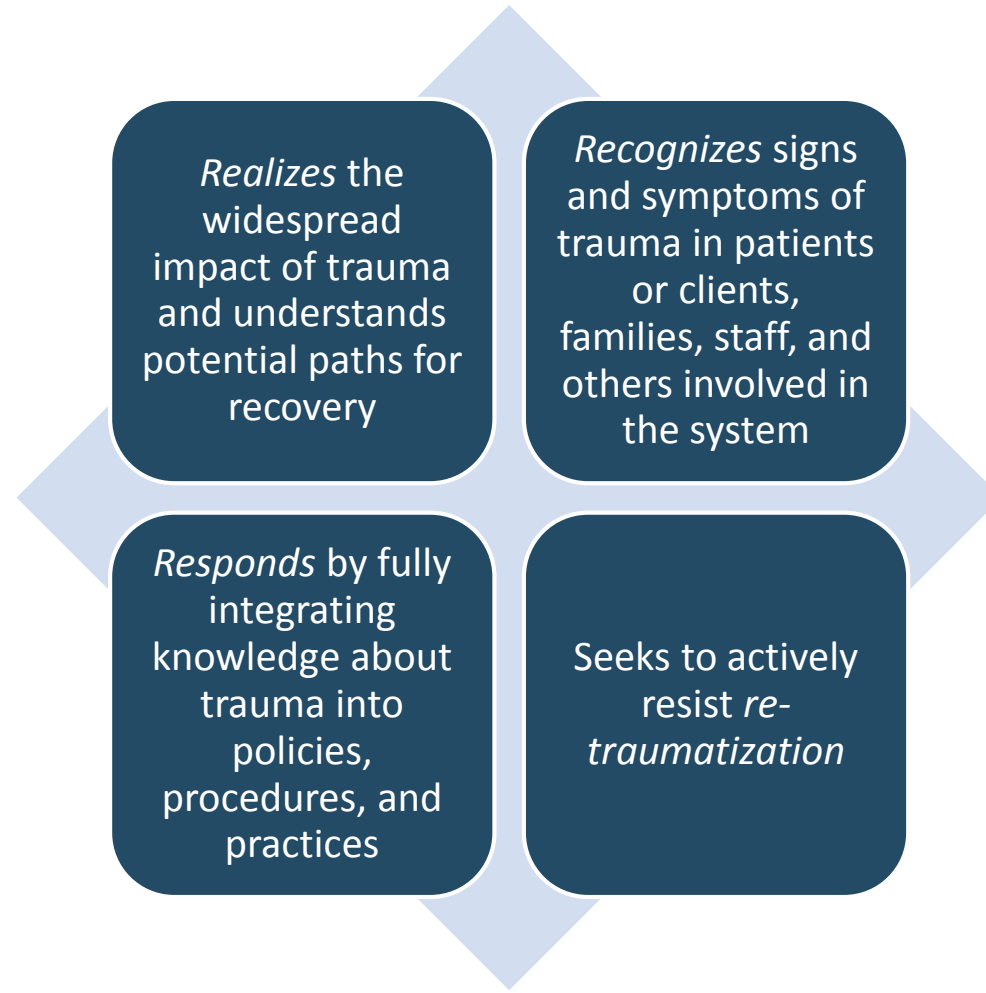 Realizes the
widespread
impact of trauma
and understands
potential paths for
recovery
Recognizes signs
and symptoms of
trauma in patients
or clients,
families, staff, and
others involved in
the system
Responds by fully
integrating
knowledge about
trauma into
policies,
procedures, and
practices
Seeks to actively
resist re-
traumatization